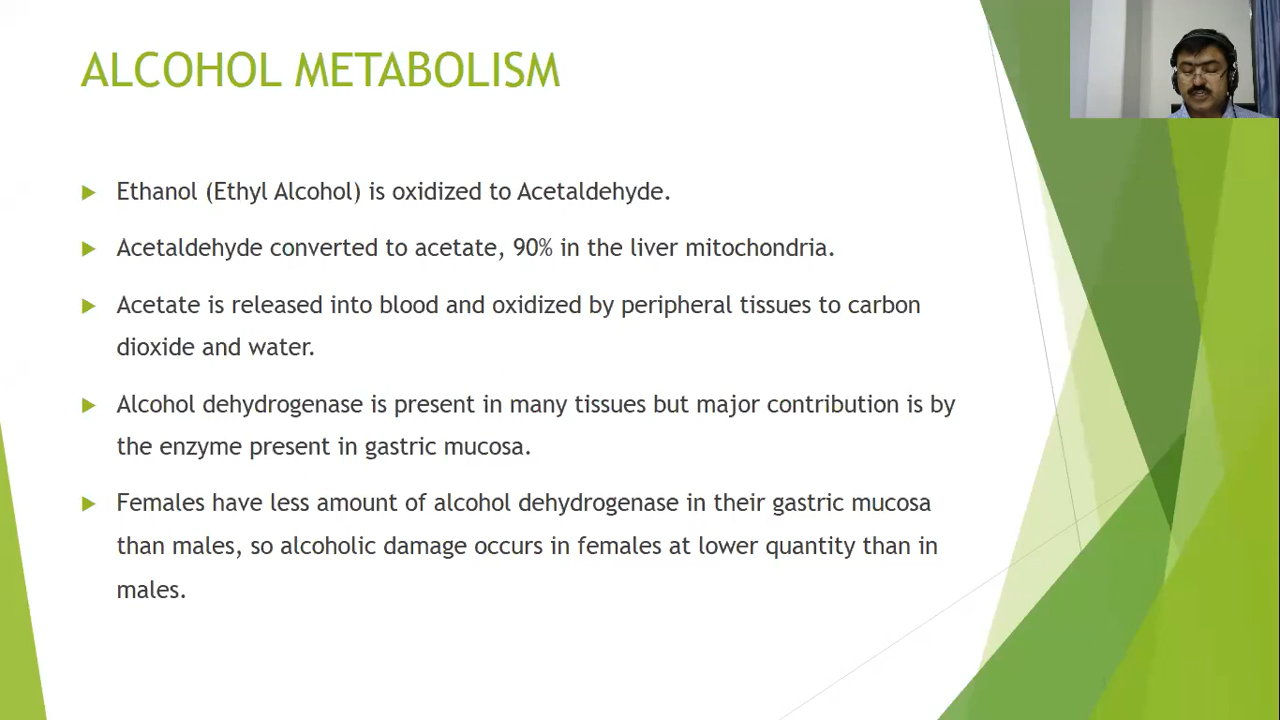 ALCOHOL METABOLISM
Ethanol (Ethyl Alcohol) is oxidized to Acetaldehyde.
Acetaldehyde converted to acetate, 90% in the liver mitochondria.
Acetate is released into blood and oxidized by peripheral tissues to carbon
dioxide and water.
Alcohol dehydrogenase is present in many tissues but major contribution is by
the enzyme present in gastric mucosa.
Females have less amount of alcohol dehydrogenase in their gastric mucosa
than males, so alcoholic damage occurs in females at lower quantity than in
males.